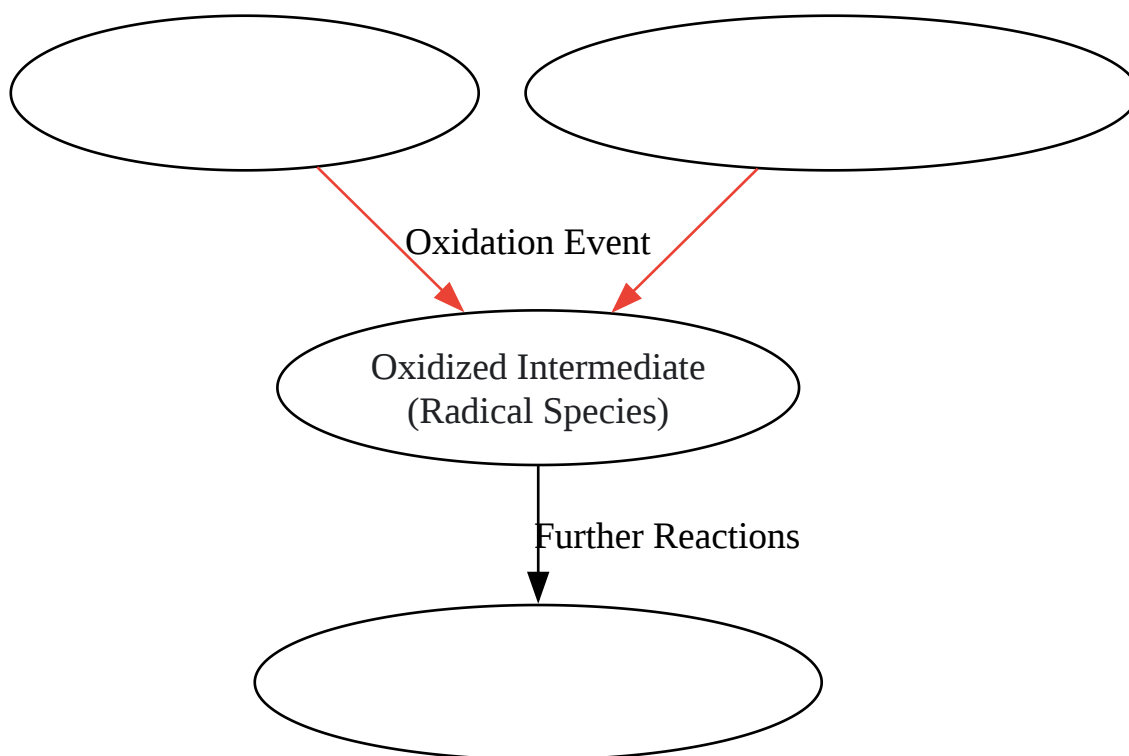 Oxidation Event
Oxidized Intermediate
(Radical Species)
Further Reactions